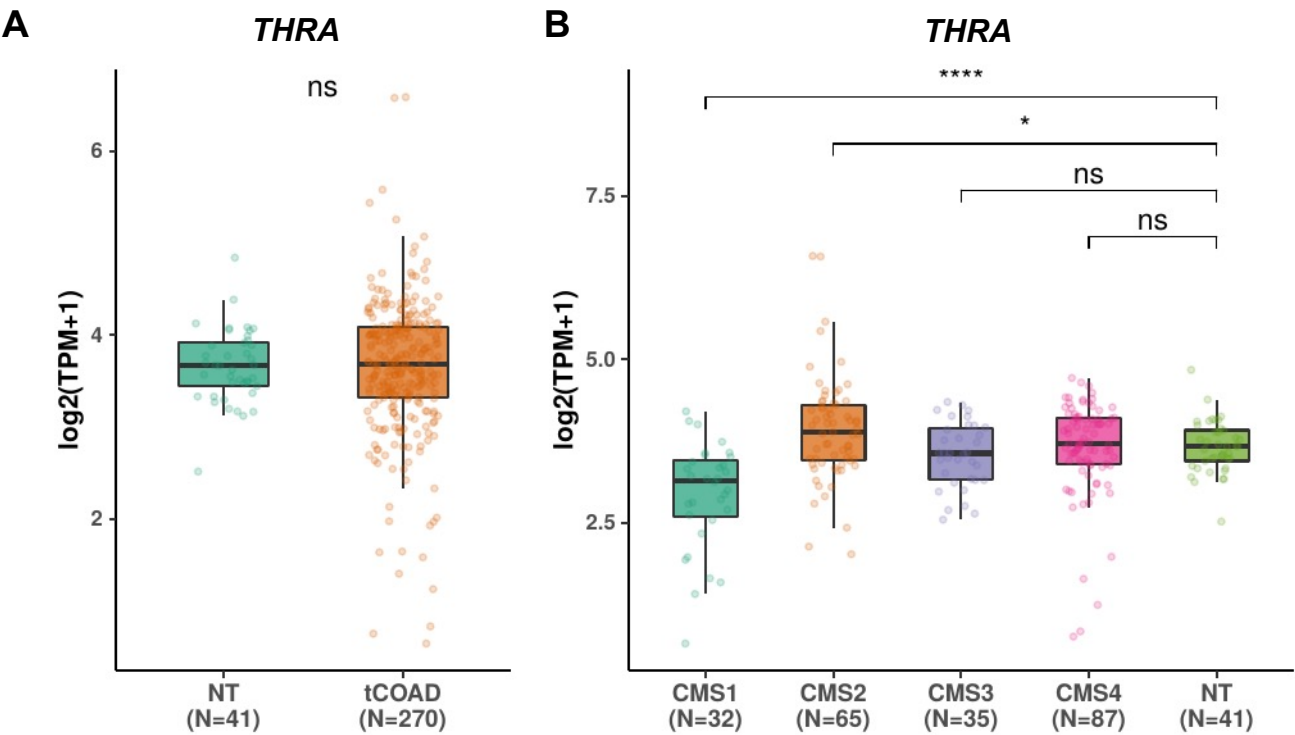 A
THRA
ns
log2(TPM+1)
6
4
2
NT
(N=41)
tCOAD
(N=270)
B
THRA
****
*
ns
ns
log2(TPM+1)
7.5
5.0
2.5
CMS1
(N=32)
CMS2
(N=65)
CMS3
(N=35)
CMS4
(N=87)
NT
(N=41)